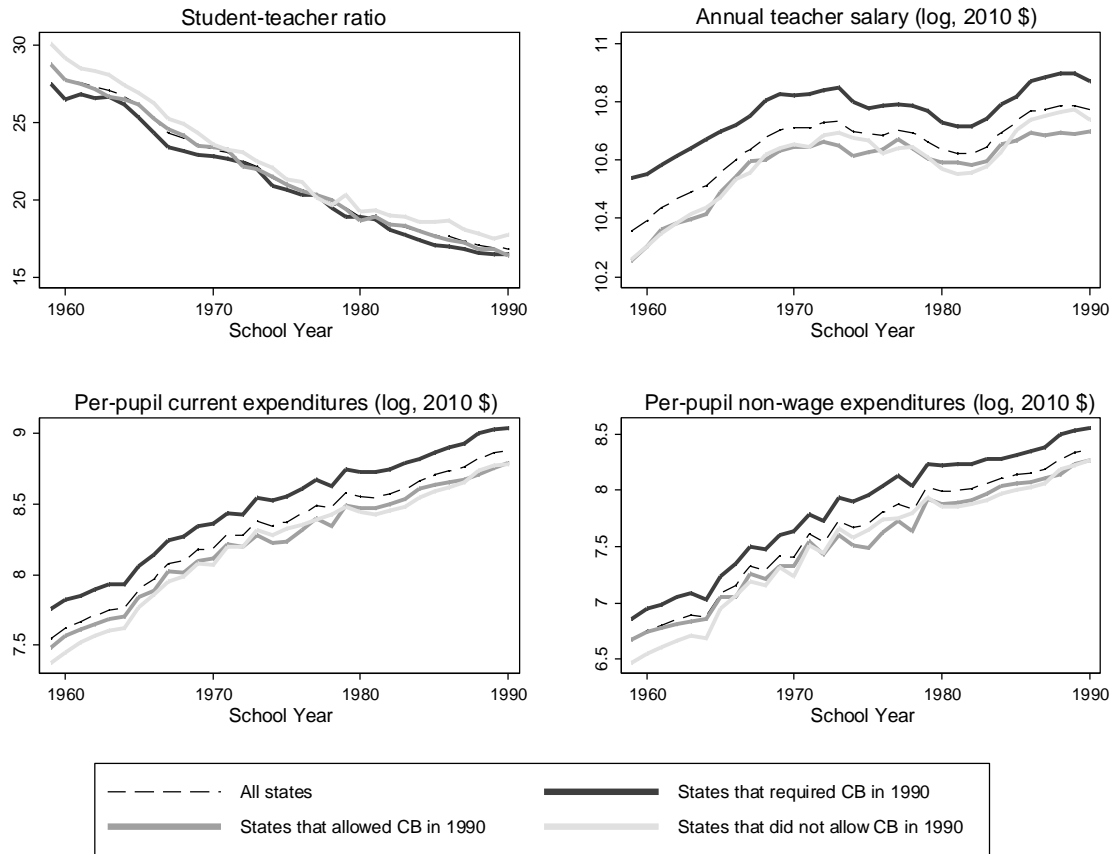 Student-teacher ratio
30
25
20
15
1960 1970 1980 1990
School Year
Annual teacher salary (log, 2010 $)
11
10.8
10.6
10.4
10.2
1960 1970 1980 1990
School Year
Per-pupil current expenditures (log, 2010 $)
9
8.5
8
7.5
1960 1970 1980 1990
School Year
Per-pupil non-wage expenditures (log, 2010 $)
8.5
8
7.5
7
6.5
1960 1970 1980 1990
School Year
All states
States that required CB in 1990
States that allowed CB in 1990
States that did not allow CB in 1990